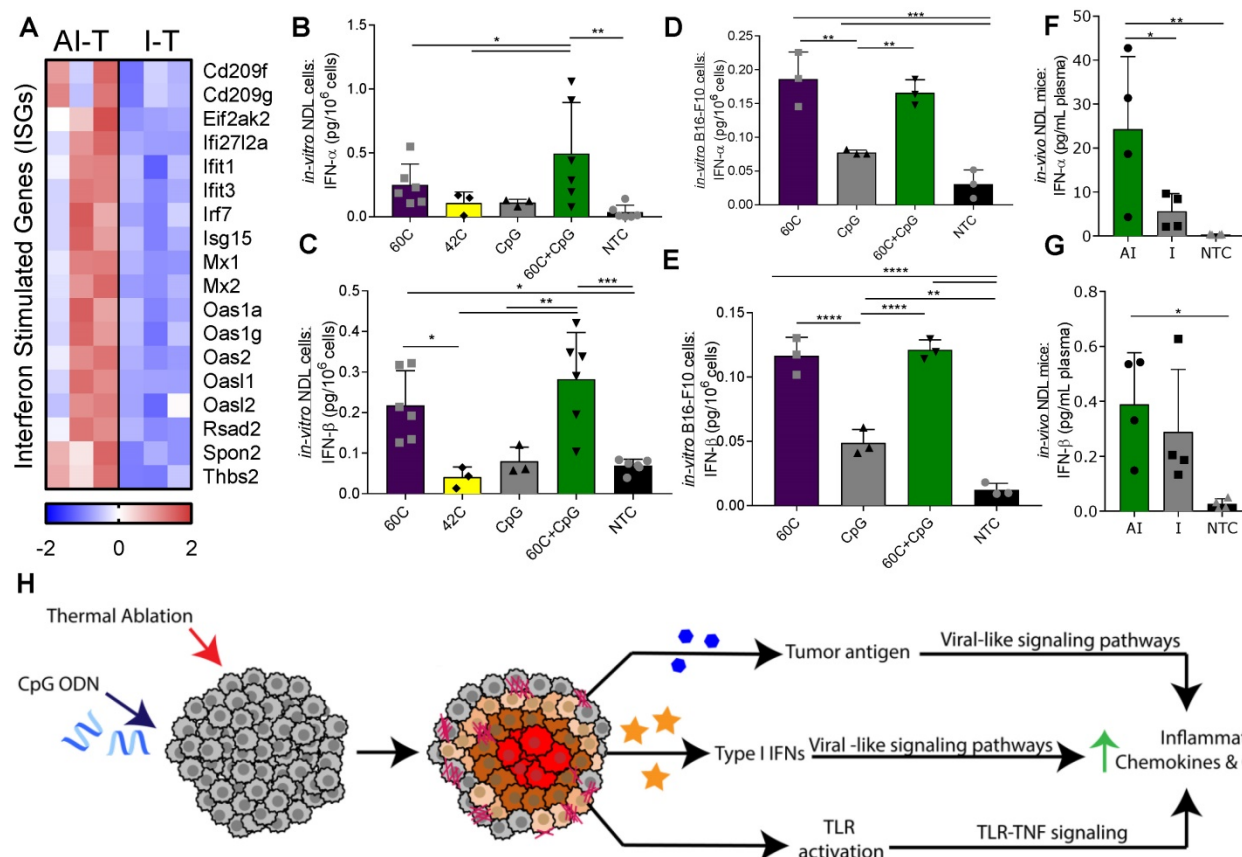 A
AI-T I-T
Interferon Stimulated Genes (ISGs)
Cd209f
Cd209g
Eif2ak2
Ifi27l2a
Ifit1
Ifit3
Irf7
Isg15
Mx1
Mx2
Oas1a
Oas1g
Oas2
Oasl1
Oasl2
Rsad2
Spon2
Thbs2
-2 0 2
B
in-vitro NDL cells:
IFN-α (pg/10⁶ cells)
1.5
1.0
0.5
0.0
* **
60C 42C CpG 60C+CpG NTC
C
in-vitro NDL cells:
IFN-β (pg/10⁶ cells)
0.5
0.4
0.3
0.2
0.1
0.0
* ***
**
*
60C 42C CpG 60C+CpG NTC
D
in-vitro B16-F10 cells:
IFN-α (pg/10⁶ cells)
0.25
0.20
0.15
0.10
0.05
0.00
***
** **
60C CpG 60C+CpG NTC
E
in-vitro B16-F10 cells:
IFN-β (pg/10⁶ cells)
0.15
0.10
0.05
0.00
****
****
**
**** ****
60C CpG 60C+CpG NTC
F
in-vivo NDL mice:
IFN-α (pg/mL plasma)
50
40
30
20
10
0
**
*
AI I NTC
G
in-vivo NDL mice:
IFN-β (pg/mL plasma)
0.8
0.6
0.4
0.2
0.0
*
AI I NTC
H
Thermal Ablation
CpG ODN
Tumor antigen
Viral-like signaling pathways
Type I IFNs
Viral -like signaling pathways
TLR
activation
TLR-TNF signaling
Inflammat
Chemokines &